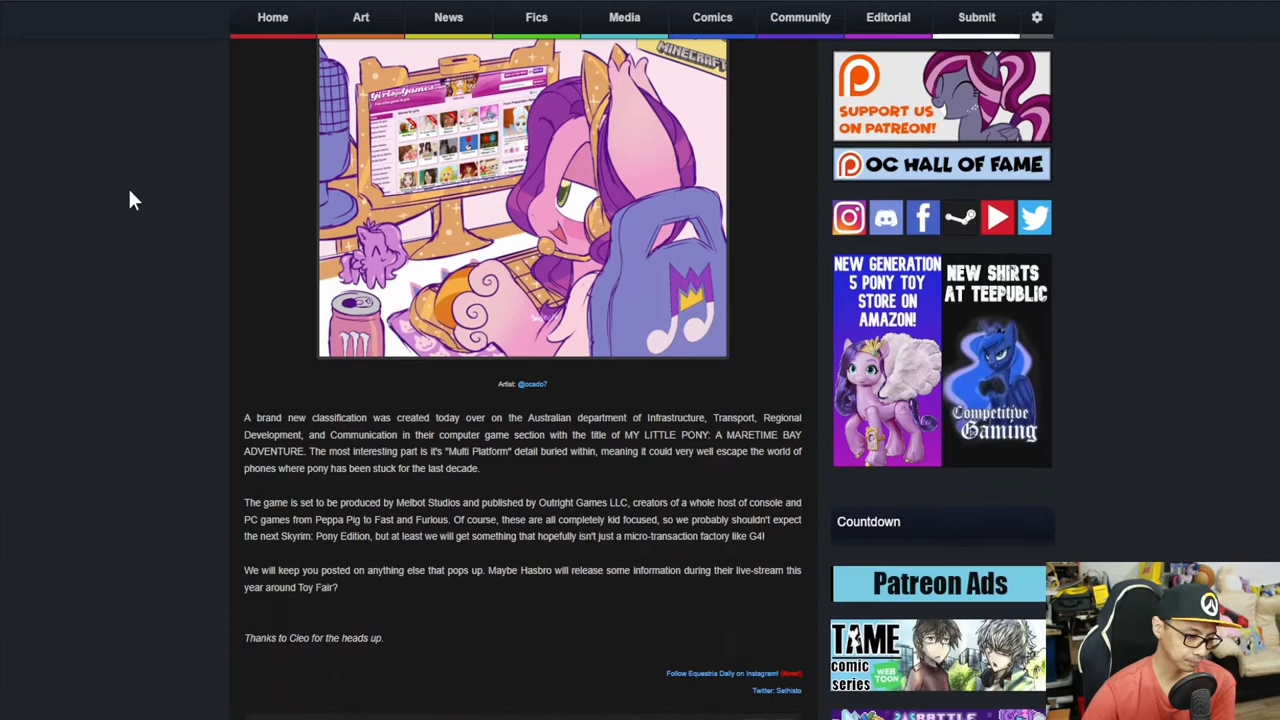 Home Art News Fics Media Comics Community Editorial Submit
MINECRAFT
SUPPORT US
ON PATREON!
OC HALL OF FAME
NEW GENERATION
5 PONY TOY
STORE ON
AMAZON!
NEW SHIRTS
AT TEEPUBLIC
Competitive
Gaming
Artist: @ocado7
A brand new classification was created today over on the Australian department of Infrastructure, Transport, Regional
Development, and Communication in their computer game section with the title of MY LITTLE PONY: A MARETIME BAY
ADVENTURE. The most interesting part is it's "Multi Platform" detail buried within, meaning it could very well escape the world of
phones where pony has been stuck for the last decade.
The game is set to be produced by Melbot Studios and published by Outright Games LLC, creators of a whole host of console and
PC games from Peppa Pig to Fast and Furious. Of course, these are all completely kid focused, so we probably shouldn't expect
the next Skyrim: Pony Edition, but at least we will get something that hopefully isn't just a micro-transaction factory like G4!
We will keep you posted on anything else that pops up. Maybe Hasbro will release some information during their live-stream this
year around Toy Fair?
Thanks to Cleo for the heads up.
Follow Equestria Daily on Instagram! (New!)
Twitter: Sethisto
Countdown
Patreon Ads
TAME
comic
series
WEB
TOON